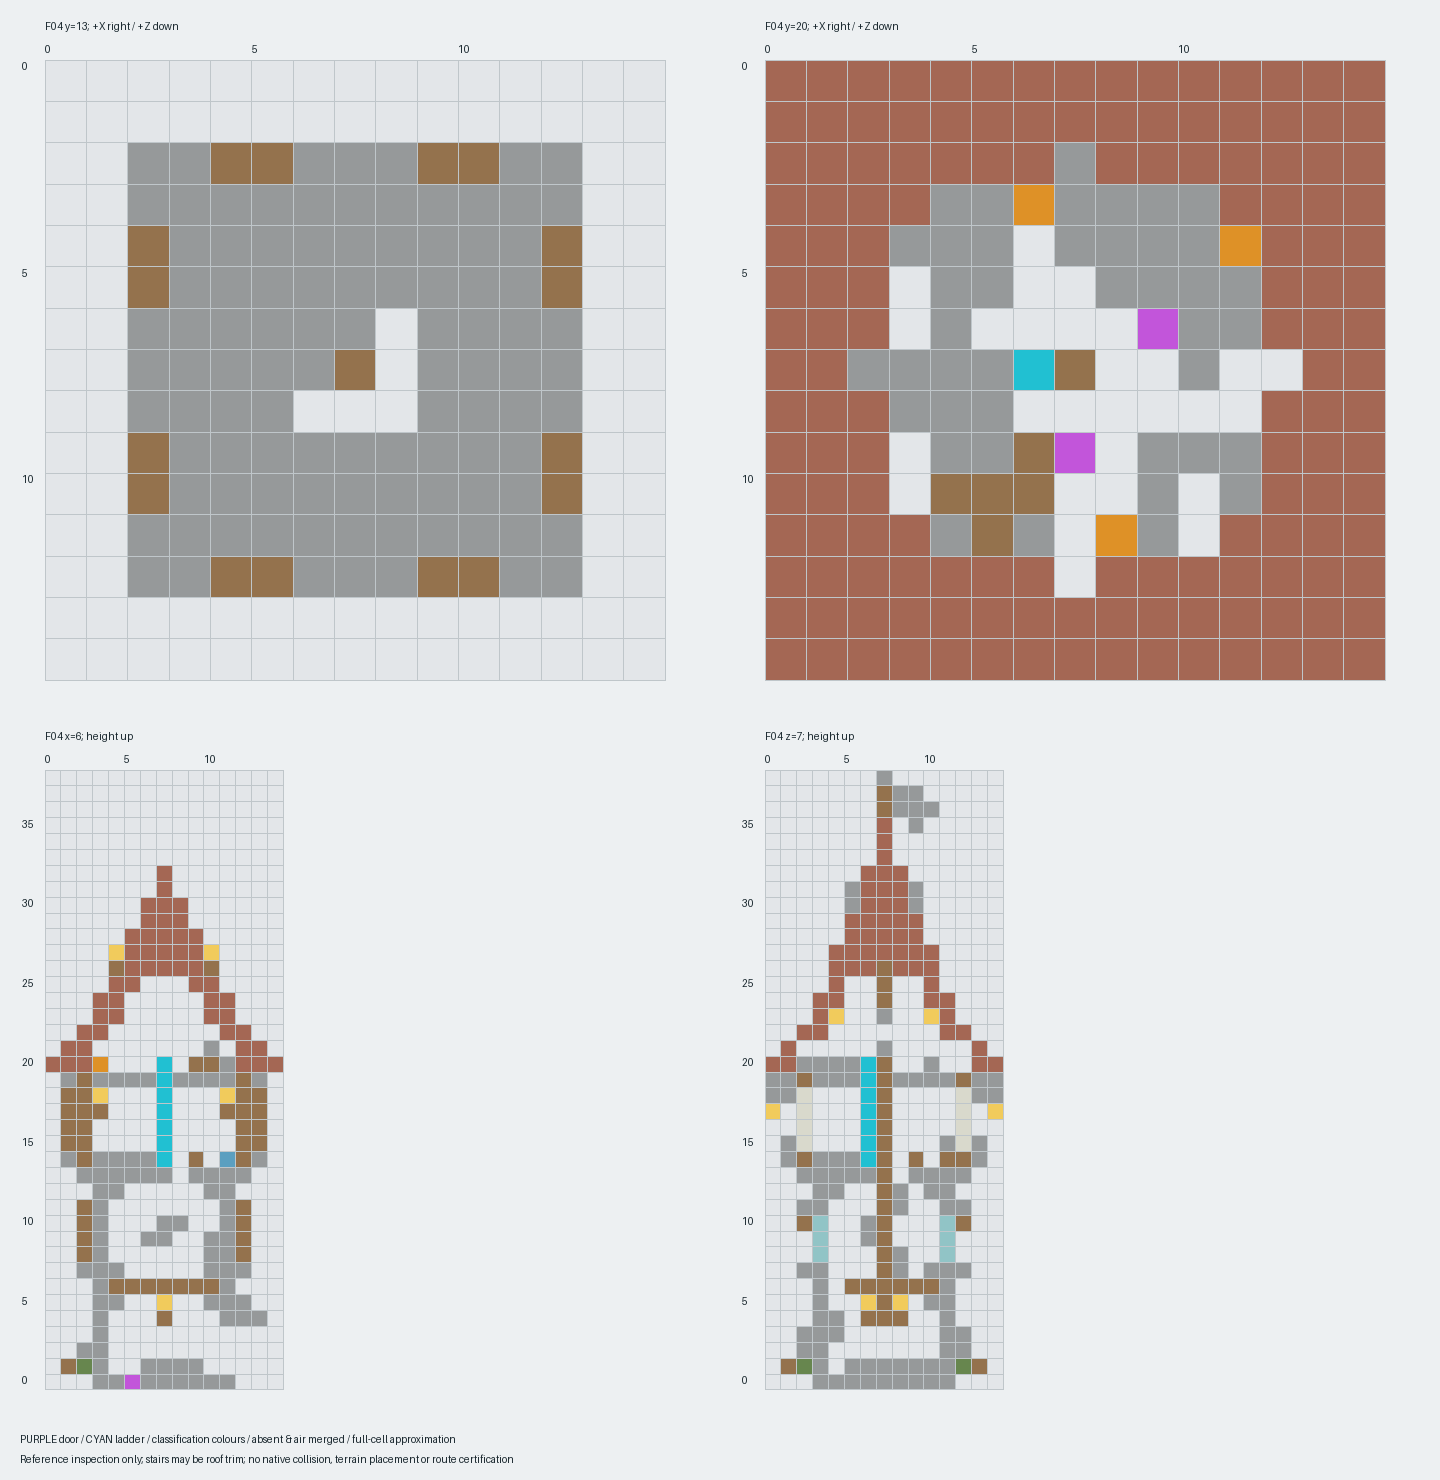 F04 y=13; +X right / +Z down
F04 y=20; +X right / +Z down
0 5 10
0 5 10
0
0
5
5
10
10
F04 x=6; height up
F04 z=7; height up
0 5 10
0 5 10
35
35
30
30
25
25
20
20
15
15
10
10
5
5
0
0
PURPLE door / CYAN ladder / classification colours / absent & air merged / full-cell approximation
Reference inspection only; stairs may be roof trim; no native collision, terrain placement or route certification